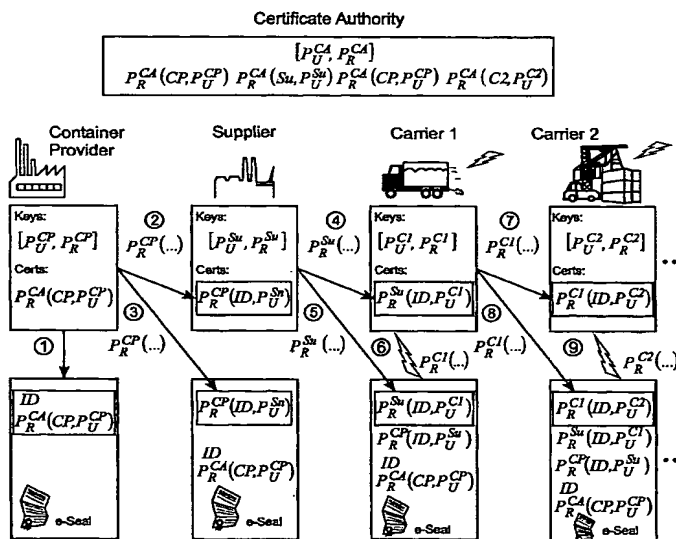 Certificate Authority
[P_U^CA, P_R^CA]
P_R^CA(CP,P_U^CP) P_R^CA(Su,P_U^Su) P_R^CA(CP,P_U^CP) P_R^CA(C2,P_U^C2)
Container Provider
Supplier
Carrier 1
Carrier 2
Keys:
[P_U^CP, P_R^CP]
Certs:
P_R^CA(CP,P_U^CP)
②
P_R^CP(...)
Keys:
[P_U^Su, P_R^Su]
Certs:
P_R^CP(ID,P_U^Sn)
④
P_R^Su(...)
Keys:
[P_U^C1, P_R^C1}
Certs:
P_R^Su(ID,P_U^C1)
⑦
P_R^C1(...)
Keys:
[P_U^C2, P_R^C2]
Certs:
P_R^C1(ID,P_U^C2)
...
①
③
P_R^CP(...)
⑤
P_R^Su(...)
⑥
P_R^C1(...)
⑧
P_R^C1(...)
⑨
P_R^C2(...)
ID
P_R^CA(CP,P_U^CP)
e-Seal
P_R^CP(ID,P_U^Sn)
ID
P_R^CA(CP,P_U^CP)
e-Seal
P_R^Su(ID,P_U^C1)
P_R^CP(ID,P_U^Su)
ID
P_R^CA(CP,P_U^CP)
e-Seal
P_R^C1(ID,P_U^C2)
P_R^Su(ID,P_U^C1)
P_R^CP(ID,P_U^Su)
ID
P_R^CA(CP,P_U^CP)
e-Seal
...